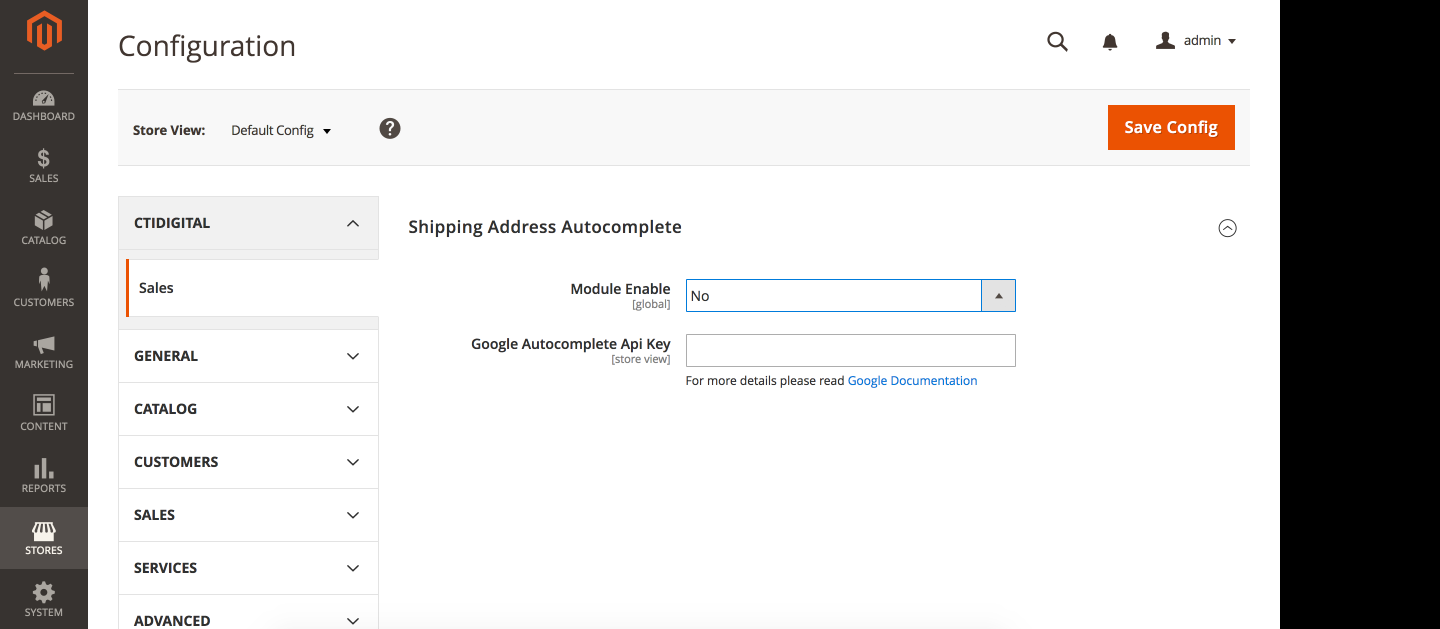 Configuration
admin
DASHBOARD
SALES
CATALOG
CUSTOMERS
MARKETING
CONTENT
REPORTS
STORES
SYSTEM
Store View: Default Config ?
Save Config
CTIDIGITAL
Sales
GENERAL
CATALOG
CUSTOMERS
SALES
SERVICES
ADVANCED
Shipping Address Autocomplete
Module Enable No
[global]
Google Autocomplete Api Key
[store view]
For more details please read Google Documentation